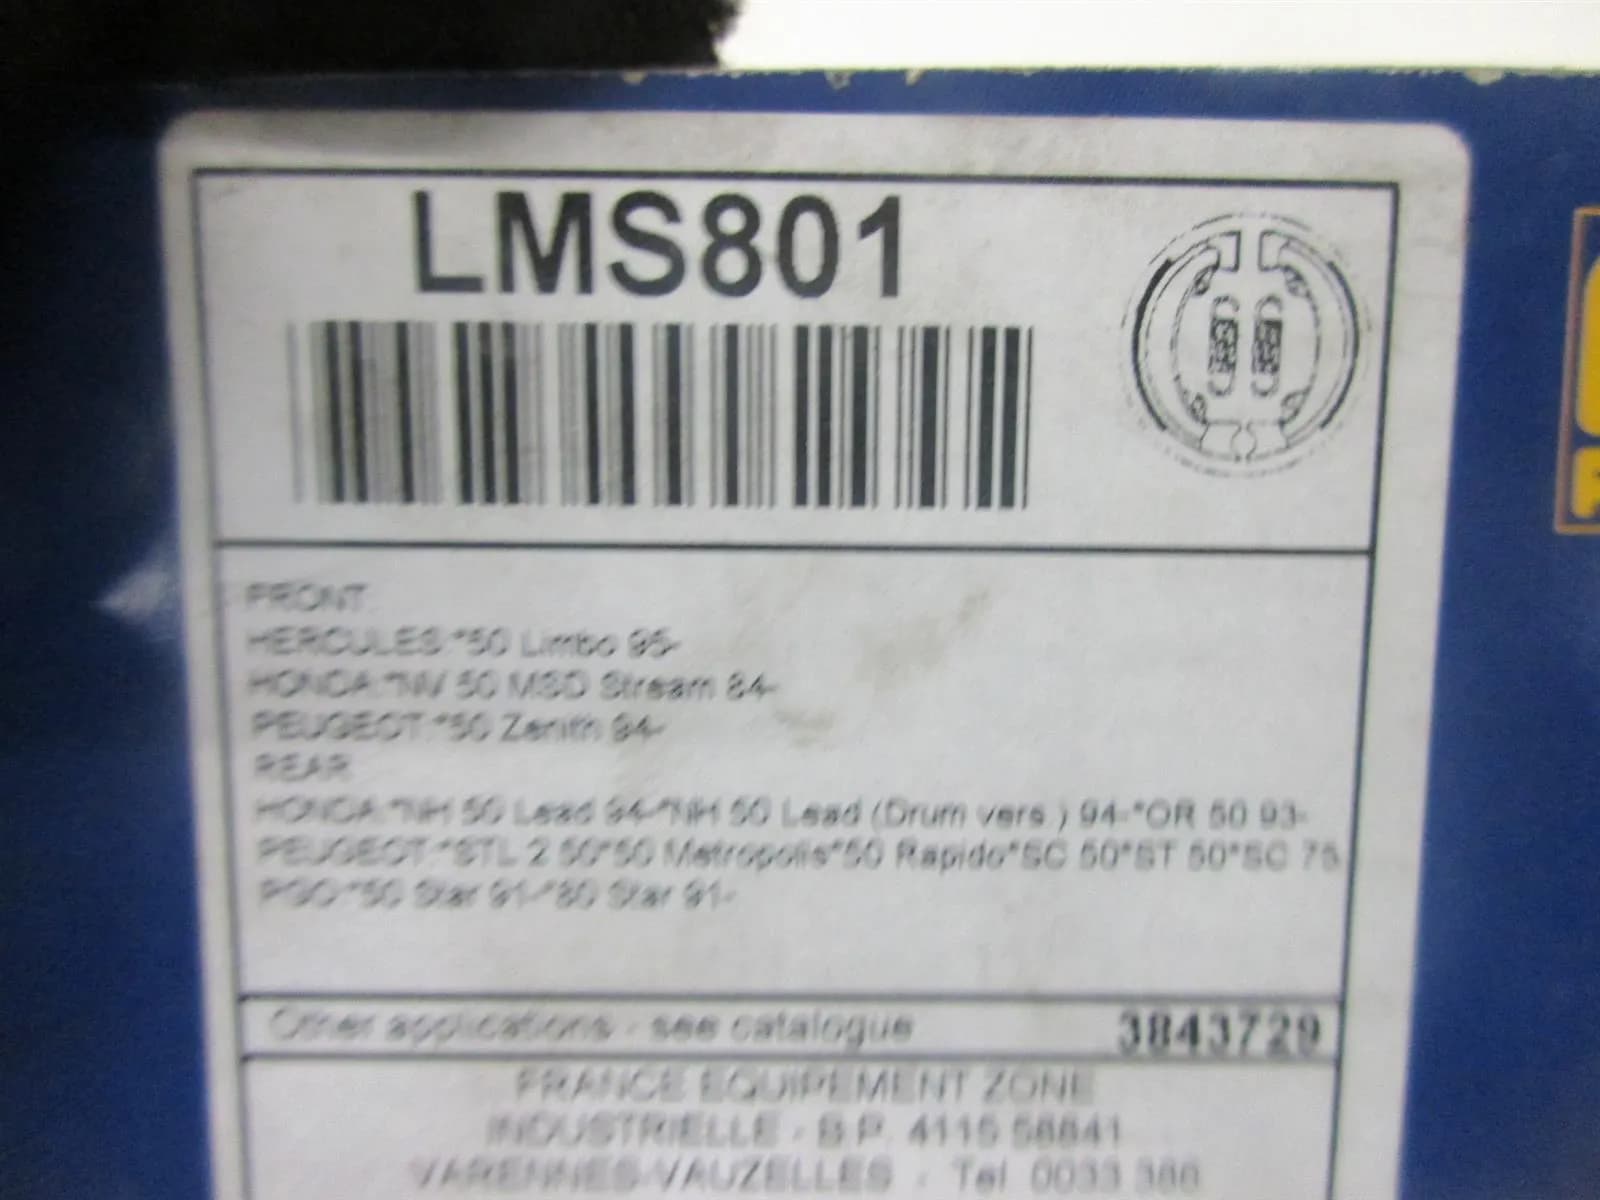 LMS801
FRONT
HERCULES:*50 Limbo 95-
HONDA:*NV 50 MSD Stream 84-
PEUGEOT:*50 Zenith 94-
REAR
HONDA:*NH 50 Lead 94-*NH 50 Lead (Drum vers.) 94-*OR 50 93-
PEUGEOT:*STL 2 50*50 Metropolis*50 Rapido*SC 50*ST 50*SC 75
PGO:*50 Star 91-*80 Star 91-
Other applications - see catalogue 3843729
FRANCE EQUIPEMENT ZONE
INDUSTRIELLE - B.P. 4115 58641
VARENNES-VAUZELLES - Tel 0033 386